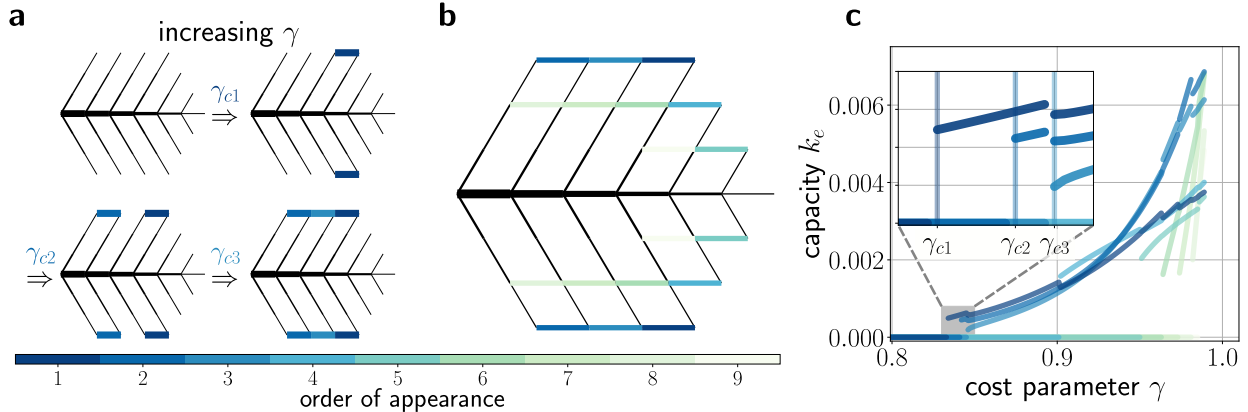 a
increasing γ
γc1
⇒
γc2
⇒
γc3
⇒
b
1 2 3 4 5 6 7 8 9
order of appearance
c
0.006
0.004
0.002
0.000
capacity ke
γc1 γc2 γc3
0.8 0.9 1.0
cost parameter γ